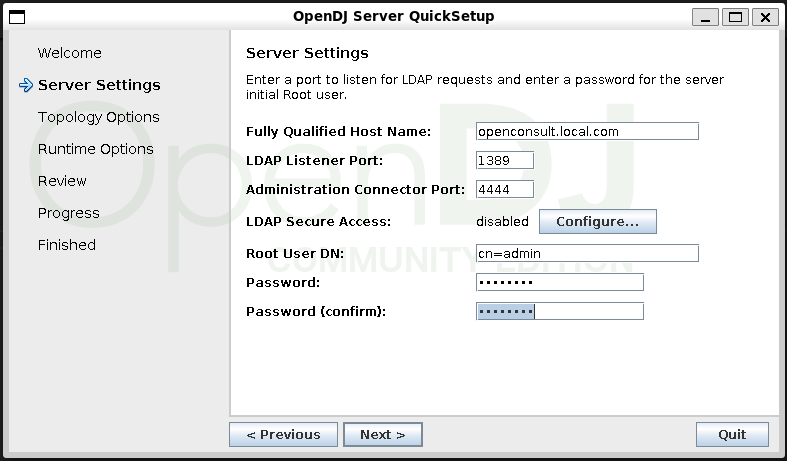 OpenDJ Server QuickSetup
Welcome
Server Settings
Topology Options
Runtime Options
Review
Progress
Finished
OpenDJ
COMMUNITY EDITION
Server Settings
Enter a port to listen for LDAP requests and enter a password for the server
initial Root user.
Fully Qualified Host Name: openconsult.local.com
LDAP Listener Port: 1389
Administration Connector Port: 4444
LDAP Secure Access: disabled Configure...
Root User DN: cn=admin
Password: ••••••••
Password (confirm): ••••••••
< Previous Next > Quit